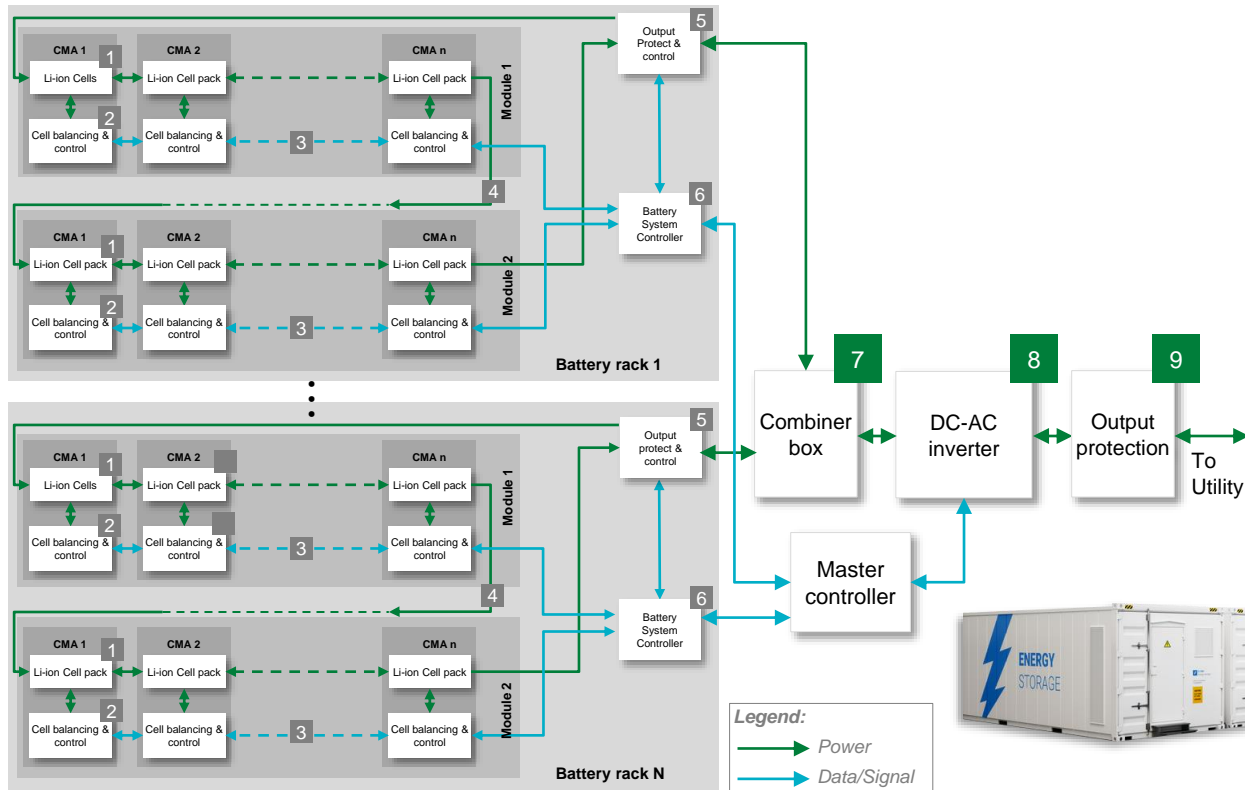 5
Output
Protect &
control
CMA 1
CMA 2
CMA n
1
Li-ion Cells
Li-ion Cell pack
Li-ion Cell pack
Module 1
2
Cell balancing &
control
Cell balancing &
control
3
Cell balancing &
control
4
6
Battery
System
Controller
CMA 1
CMA 2
CMA n
1
Li-ion Cell pack
Li-ion Cell pack
Li-ion Cell pack
Module 2
2
Cell balancing &
control
Cell balancing &
control
3
Cell balancing &
control
Battery rack 1
7
Combiner
box
8
DC-AC
inverter
9
Output
protection
To
Utility
5
Output
protect &
control
CMA 1
CMA 2
CMA n
1
Li-ion Cells
Li-ion Cell pack
Li-ion Cell pack
Module 1
2
Cell balancing &
control
Cell balancing &
control
3
Cell balancing &
control
4
6
Battery
System
Controller
Master
controller
CMA 1
CMA 2
CMA n
1
Li-ion Cell pack
Li-ion Cell pack
Li-ion Cell pack
Module 2
2
Cell balancing &
control
Cell balancing &
control
3
Cell balancing &
control
Battery rack N
Legend:
Power
Data/Signal
ENERGY
STORAGE